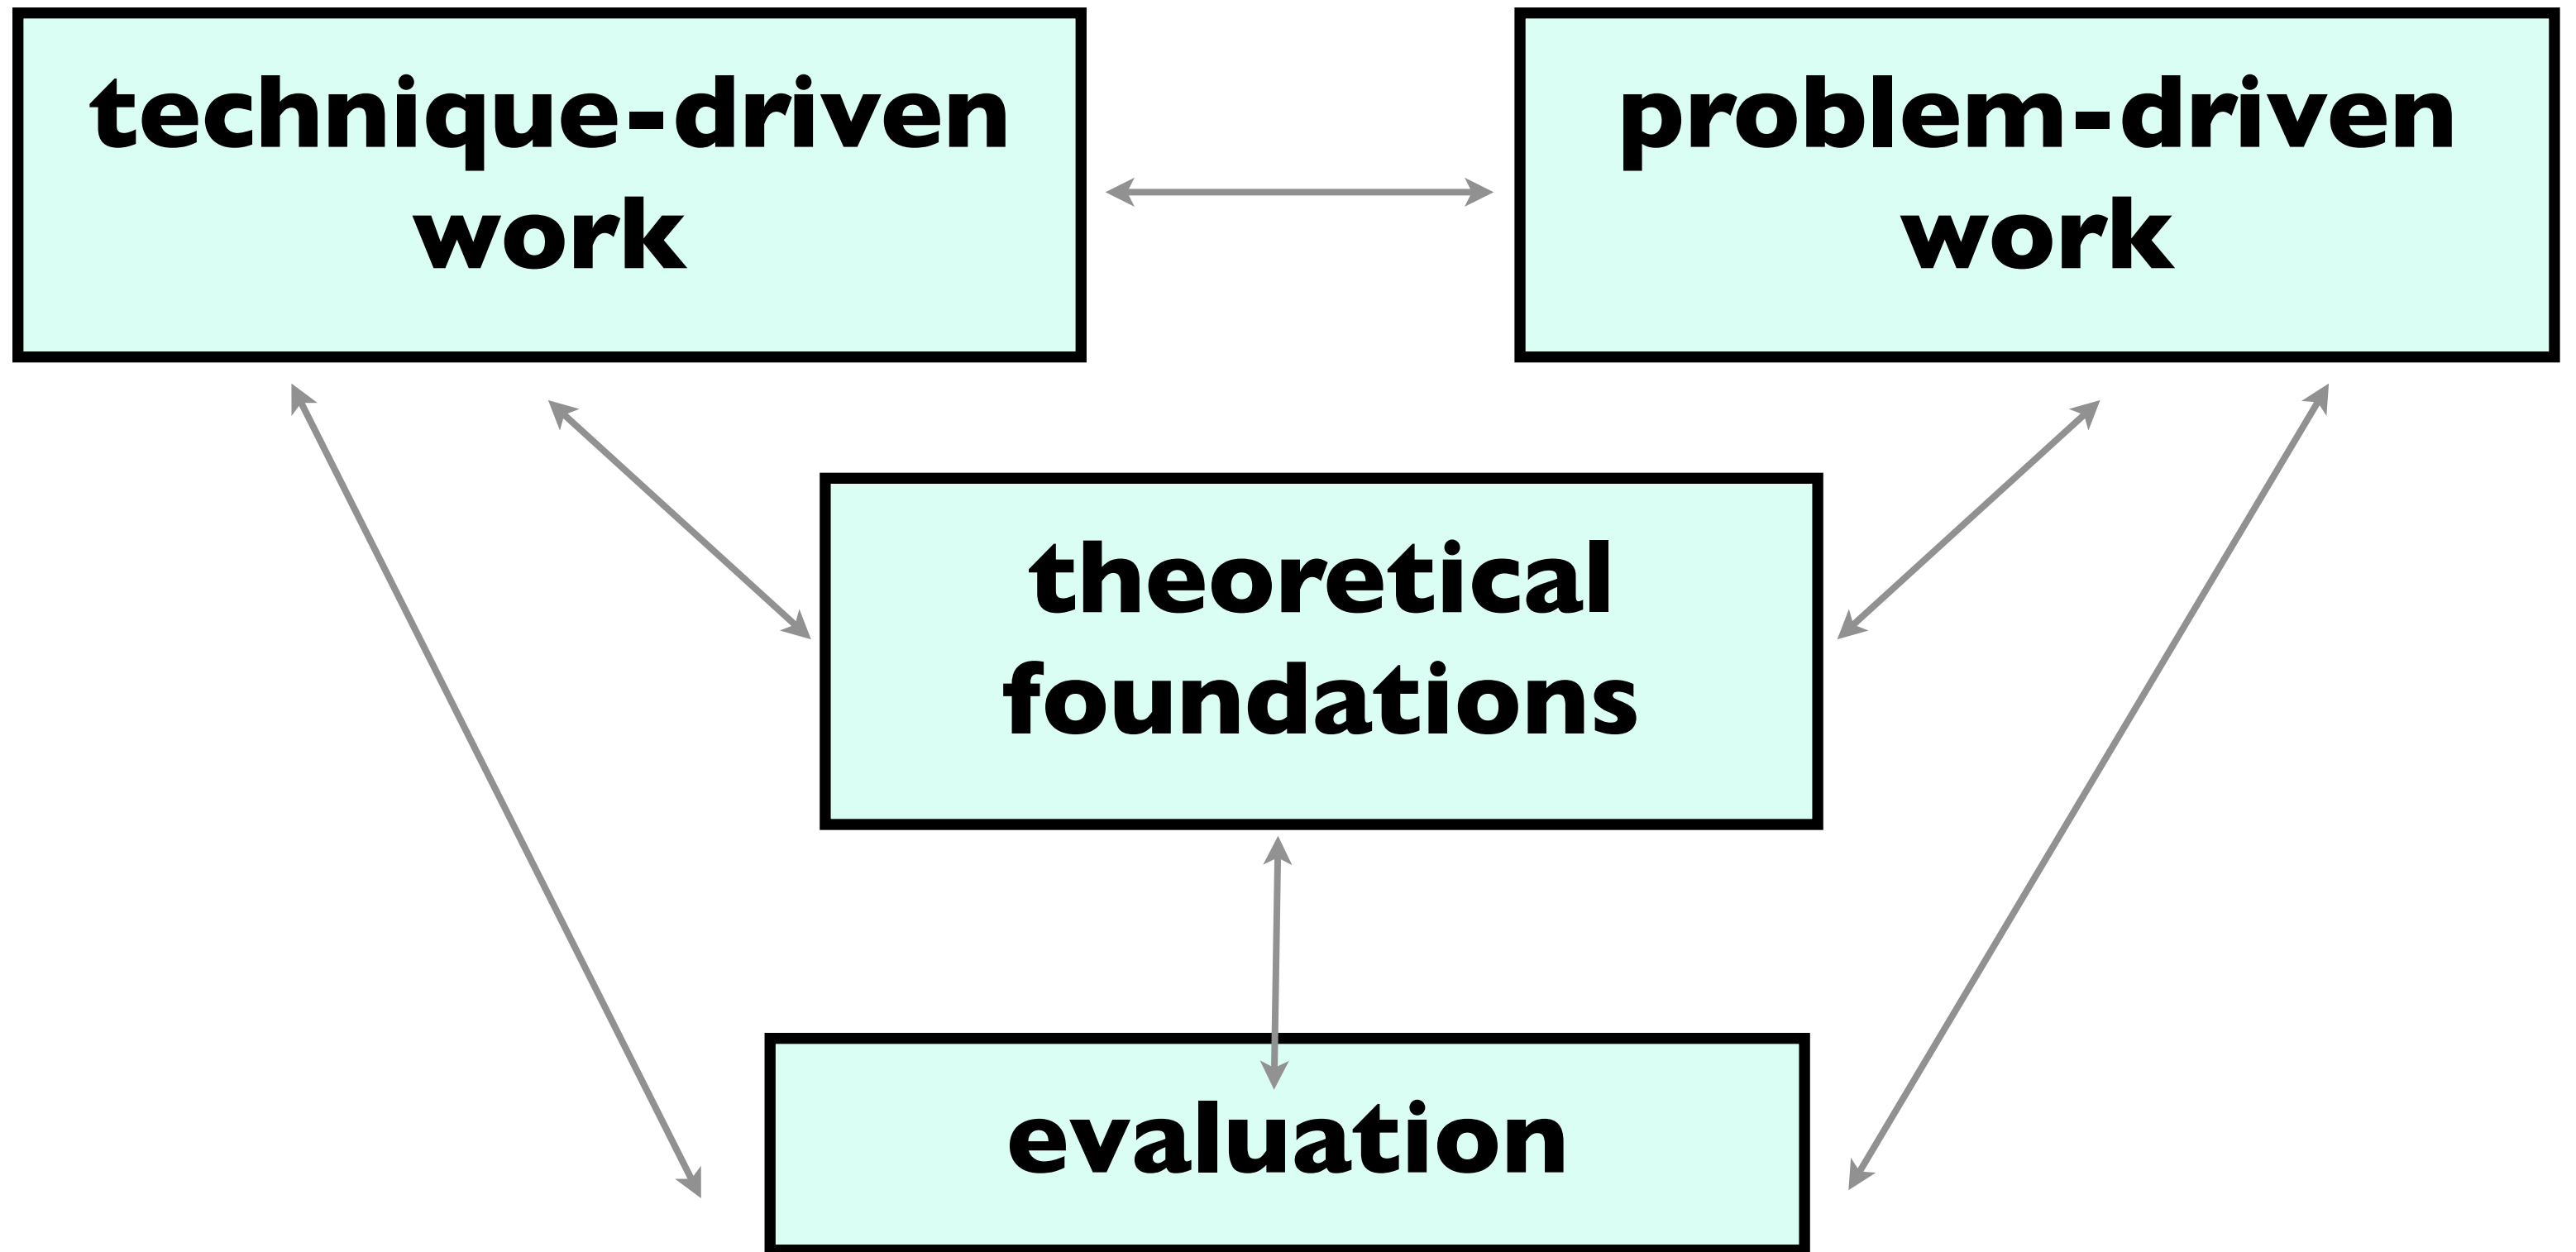 technique-driven
work
problem-driven
work
theoretical
foundations
evaluation